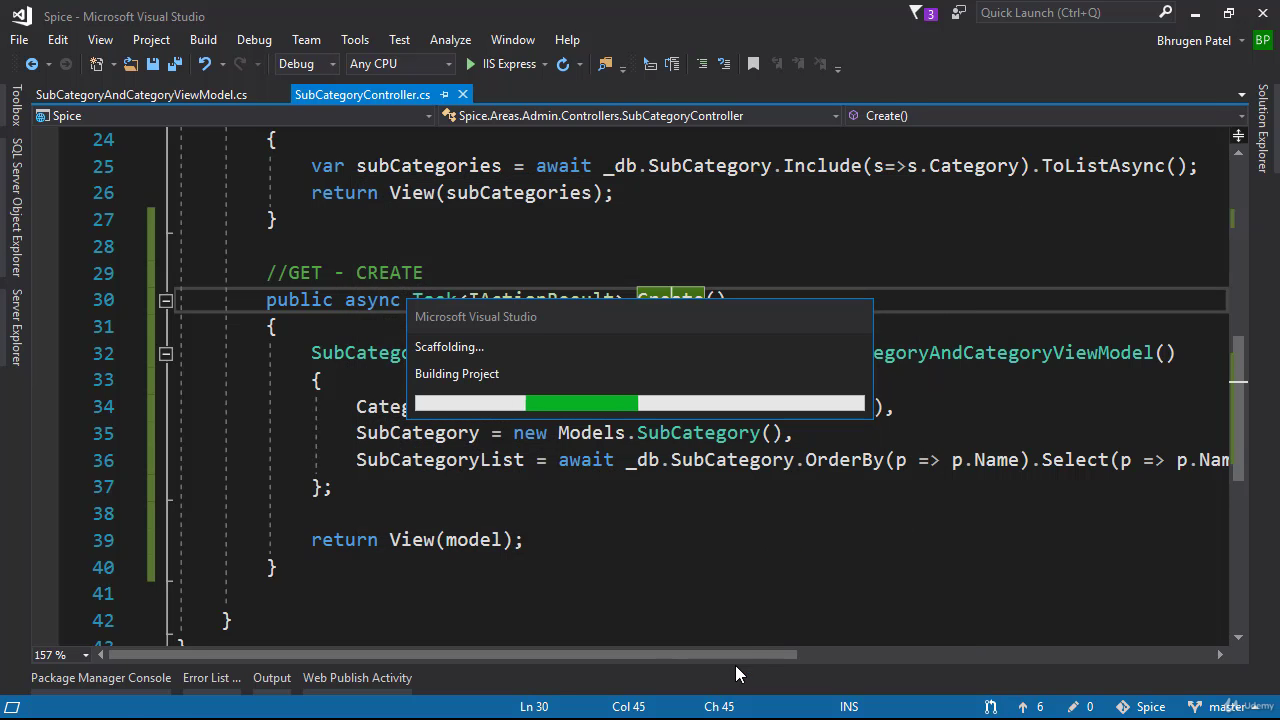 Spice - Microsoft Visual Studio
3
Quick Launch (Ctrl+Q)
File Edit View Project Build Debug Team Tools Test Analyze Window Help
Bhrugen Patel BP
Debug Any CPU IIS Express
SubCategoryAndCategoryViewModel.cs SubCategoryController.cs
Spice Spice.Areas.Admin.Controllers.SubCategoryController Create()
Toolbox
SQL Server Object Explorer
Server Explorer
Solution Explorer
24 {
25 var subCategories = await _db.SubCategory.Include(s=>s.Category).ToListAsync();
26 return View(subCategories);
27 }
28
29 //GET - CREATE
30 public async Task<IActionResult> Create()
31 {
32 SubCatego egoryAndCategoryViewModel()
33 {
34 Cate ),
35 SubCategory = new Models.SubCategory(),
36 SubCategoryList = await _db.SubCategory.OrderBy(p => p.Name).Select(p => p.Nam
37 };
38
39 return View(model);
40 }
41
42 }
Microsoft Visual Studio
Scaffolding...
Building Project
157 %
Package Manager Console Error List ... Output Web Publish Activity
Ln 30 Col 45 Ch 45 INS 6 0 Spice master
Udemy